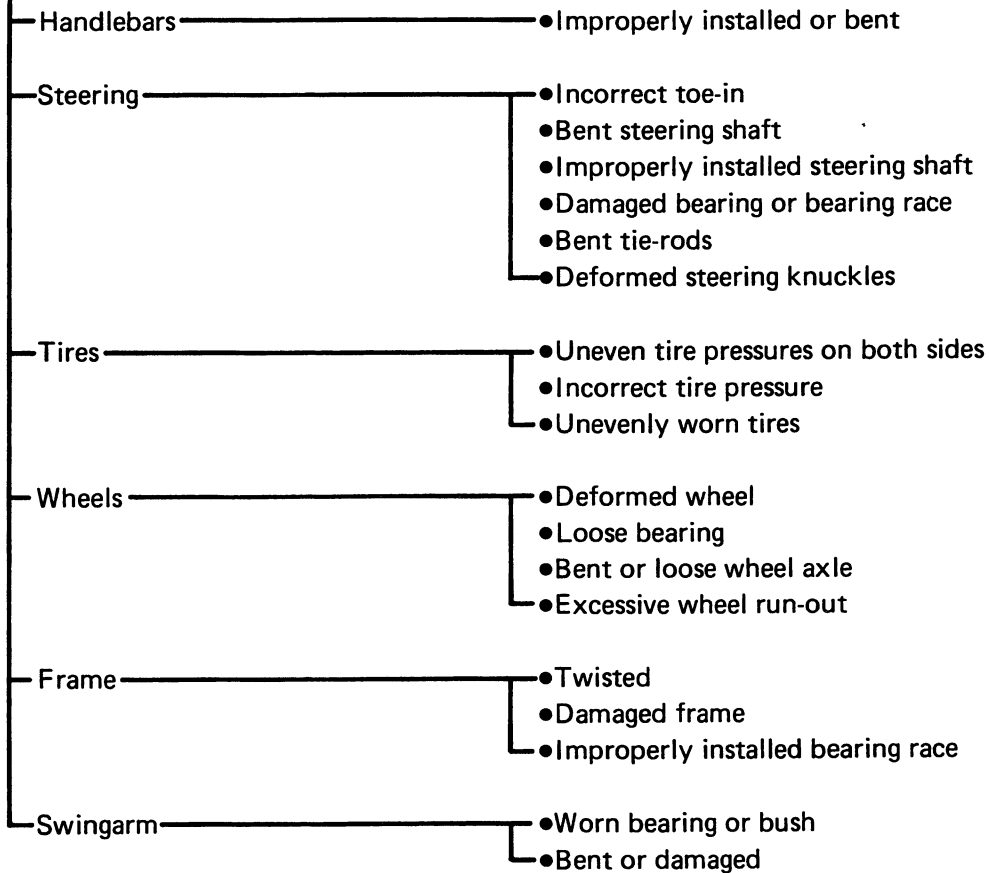 Handlebars ●Improperly installed or bent
Steering ●Incorrect toe-in
●Bent steering shaft
●Improperly installed steering shaft
●Damaged bearing or bearing race
●Bent tie-rods
●Deformed steering knuckles
Tires ●Uneven tire pressures on both sides
●Incorrect tire pressure
●Unevenly worn tires
Wheels ●Deformed wheel
●Loose bearing
●Bent or loose wheel axle
●Excessive wheel run-out
Frame ●Twisted
●Damaged frame
●Improperly installed bearing race
Swingarm ●Worn bearing or bush
●Bent or damaged